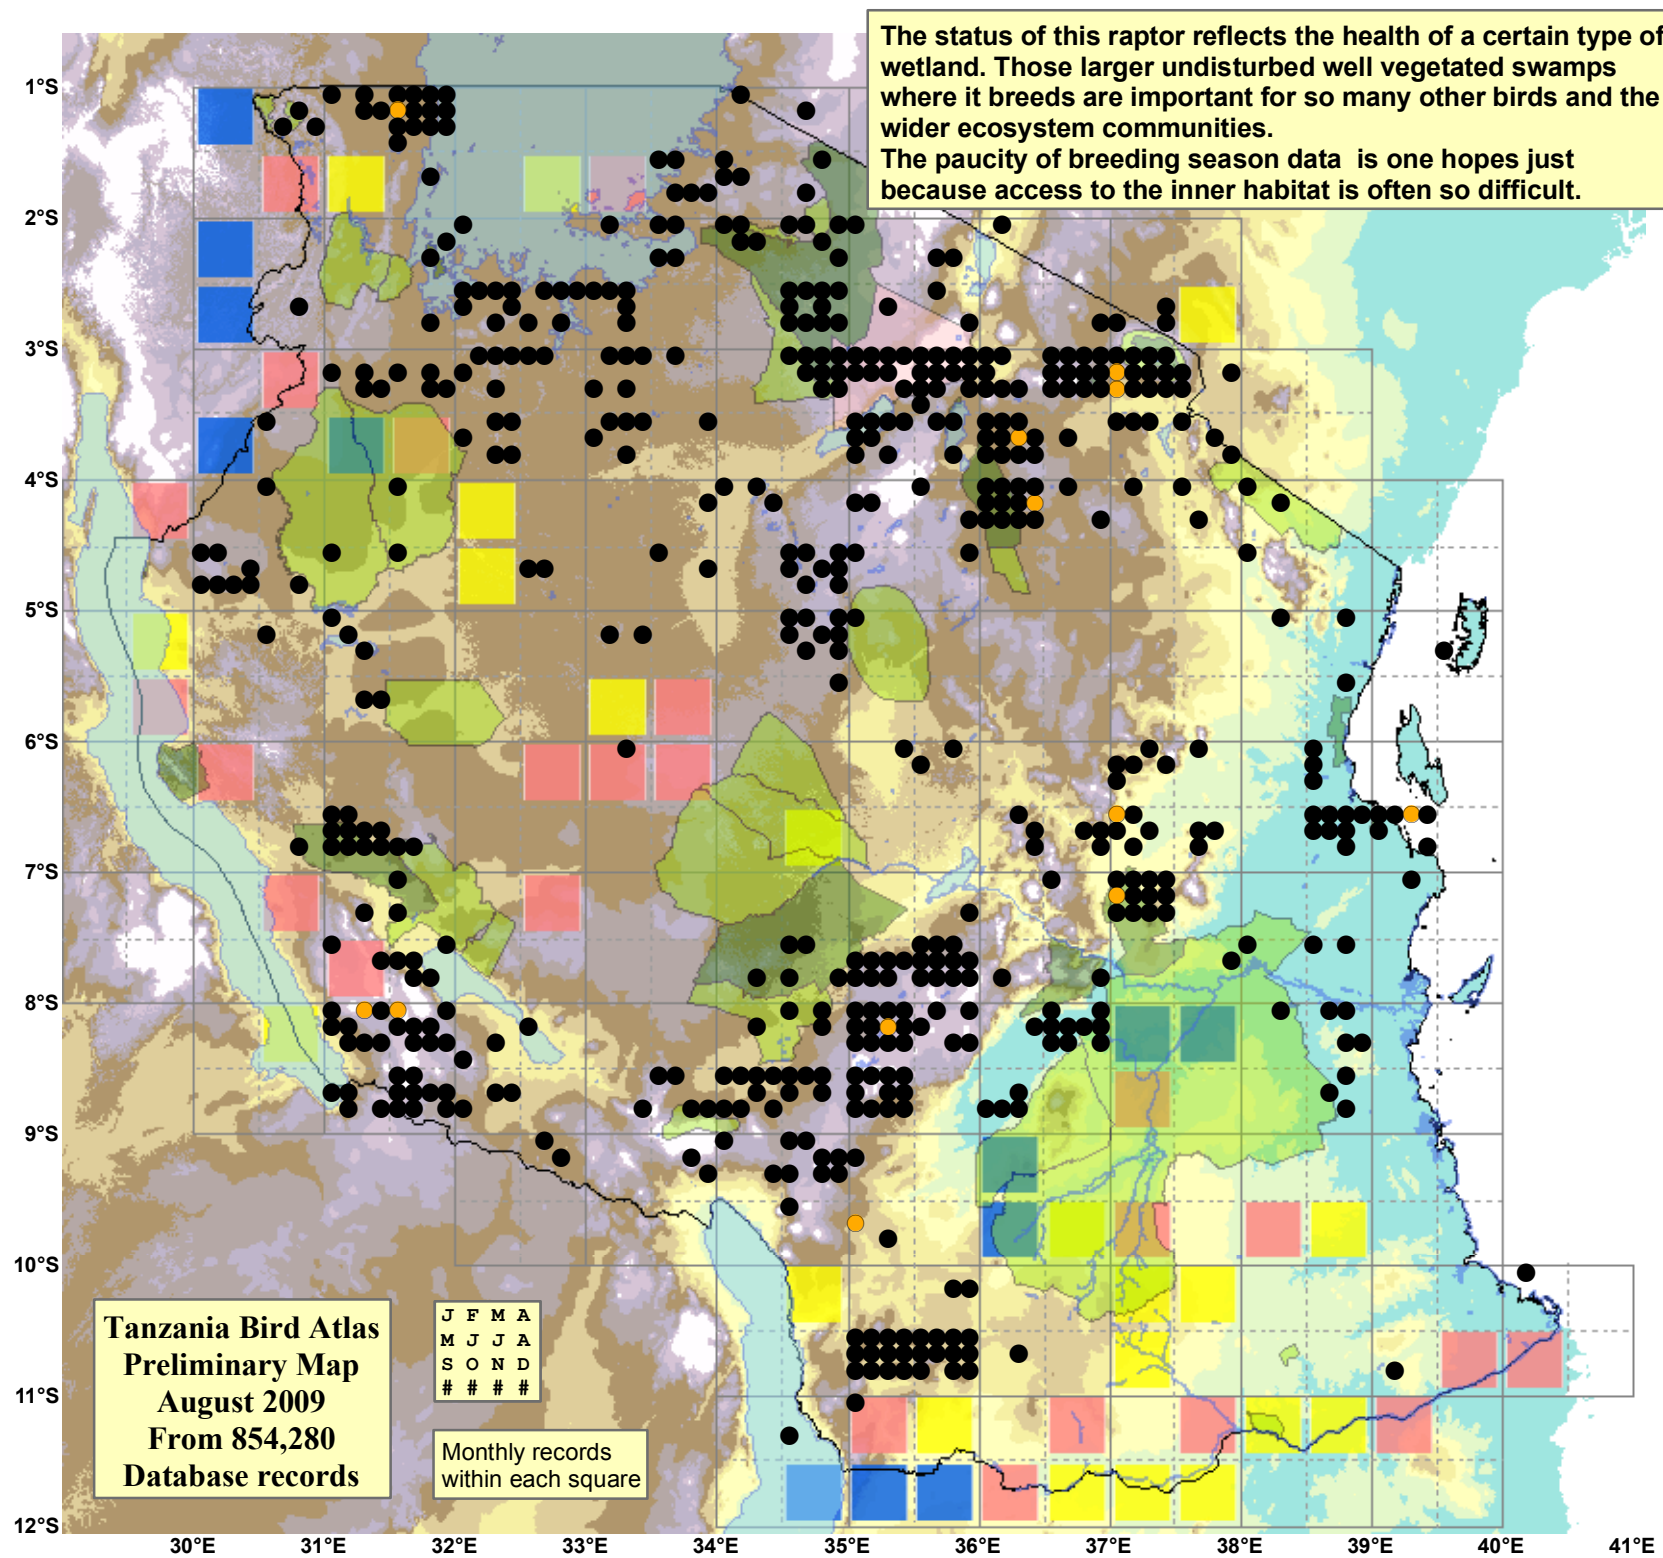 The status of this raptor reflects the health of a certain type of
wetland. Those larger undisturbed well vegetated swamps
where it breeds are important for so many other birds and the
wider ecosystem communities.
The paucity of breeding season data is one hopes just
because access to the inner habitat is often so difficult.
1°S
2°S
3°S
4°S
5°S
6°S
7°S
8°S
9°S
10°S
11°S
12°S
Tanzania Bird Atlas
Preliminary Map
August 2009
From 854,280
Database records
J F M A
M J J A
S O N D
# # # #
Monthly records
within each square
30°E 31°E 32°E 33°E 34°E 35°E 36°E 37°E 38°E 39°E 40°E 41°E